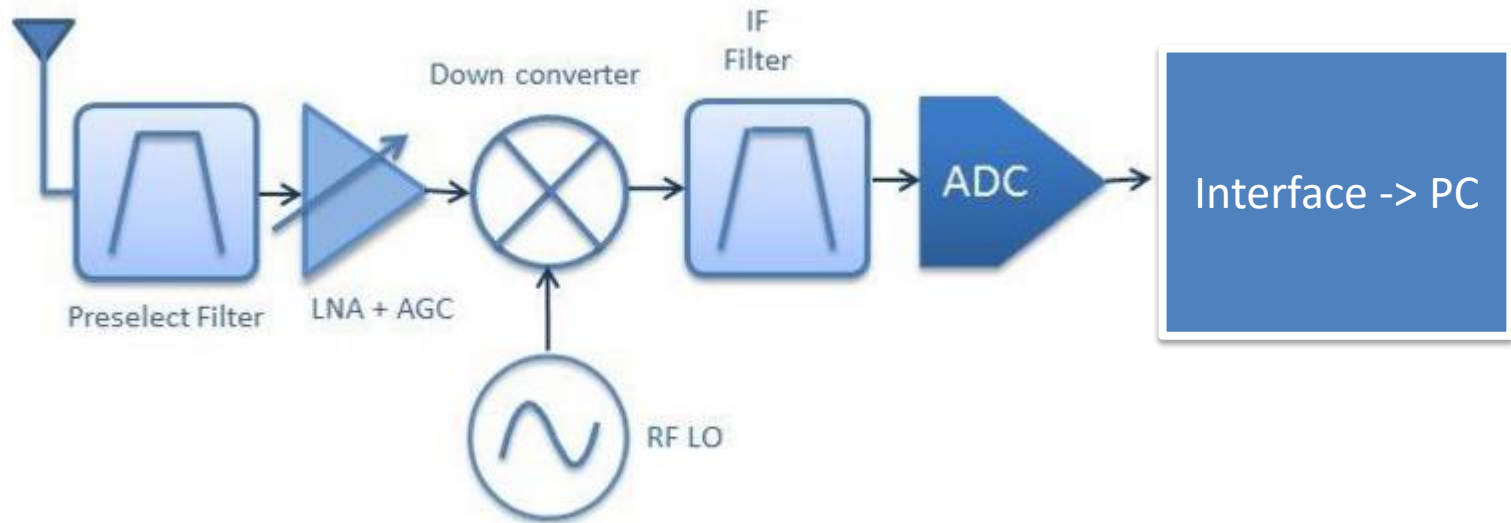 IF
Filter
Down converter
ADC
Interface -> PC
Preselect Filter
LNA + AGC
RF LO